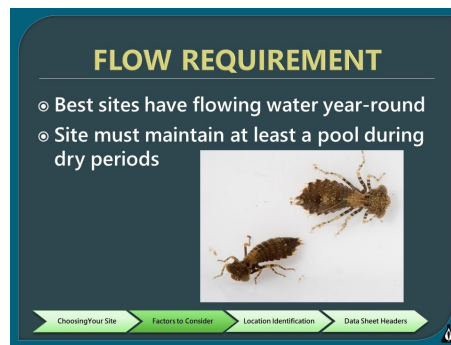 FLOW REQUIREMENT
Best sites have flowing water year-round
Site must maintain at least a pool during
dry periods
ChoosingYour Site
Factors to Consider
Location Identification
Data Sheet Headers